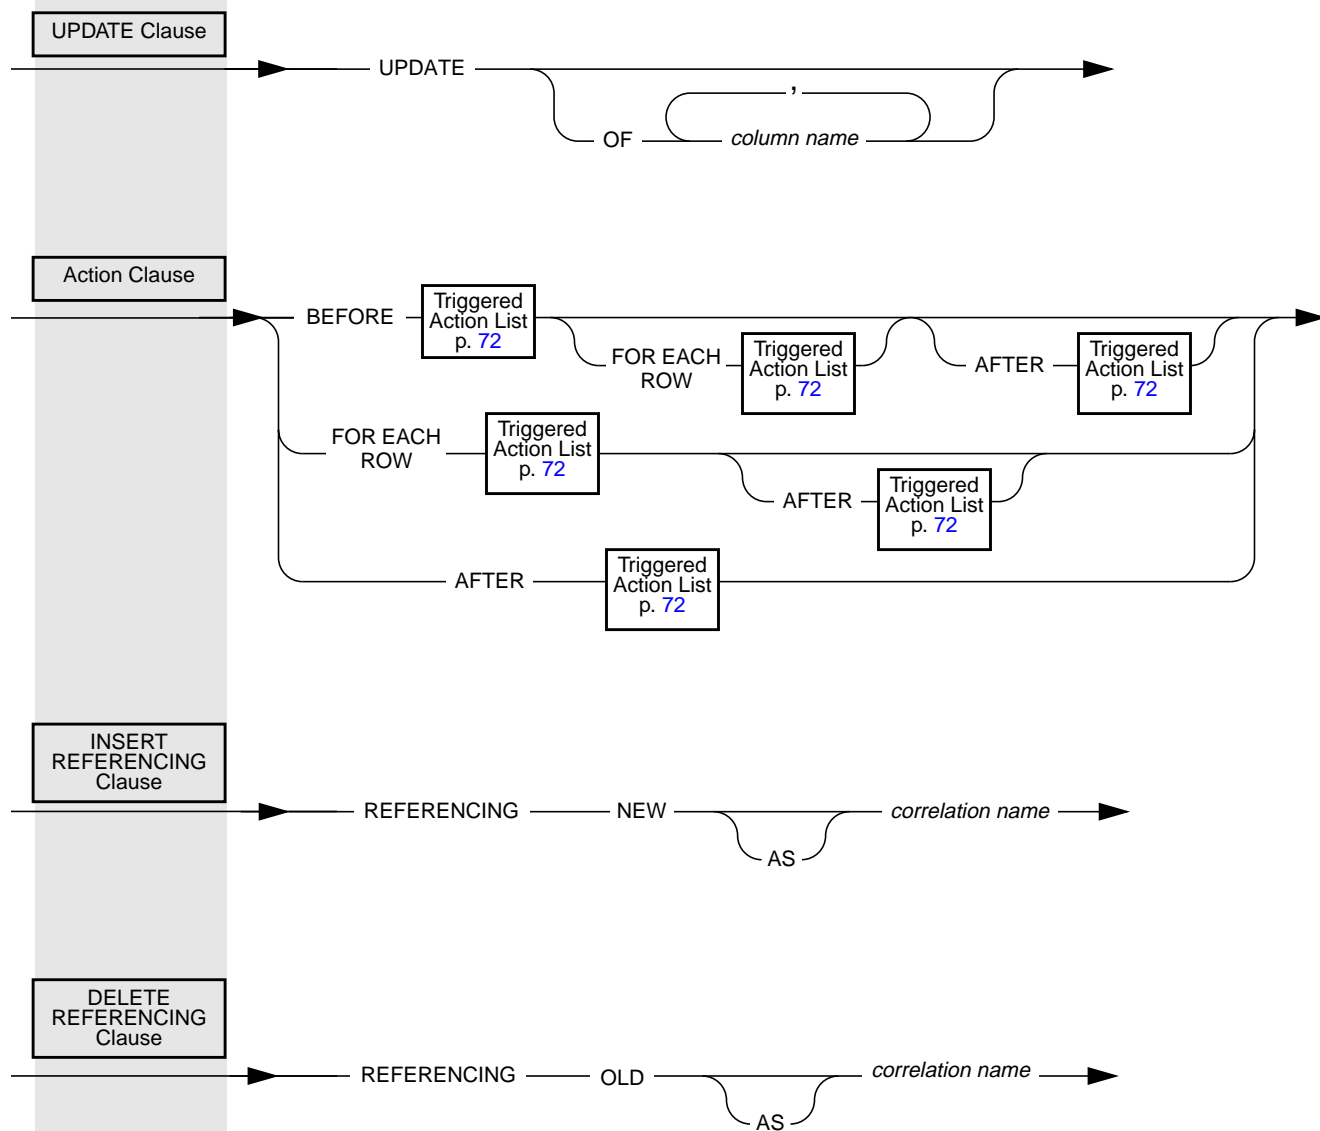 UPDATE Clause
UPDATE
,
OF
column name
Action Clause
BEFORE
Triggered
Action List
p. 72
FOR EACH
ROW
Triggered
Action List
p. 72
AFTER
Triggered
Action List
p. 72
FOR EACH
ROW
Triggered
Action List
p. 72
AFTER
Triggered
Action List
p. 72
AFTER
Triggered
Action List
p. 72
INSERT
REFERENCING
Clause
REFERENCING
NEW
AS
correlation name
DELETE
REFERENCING
Clause
REFERENCING
OLD
AS
correlation name